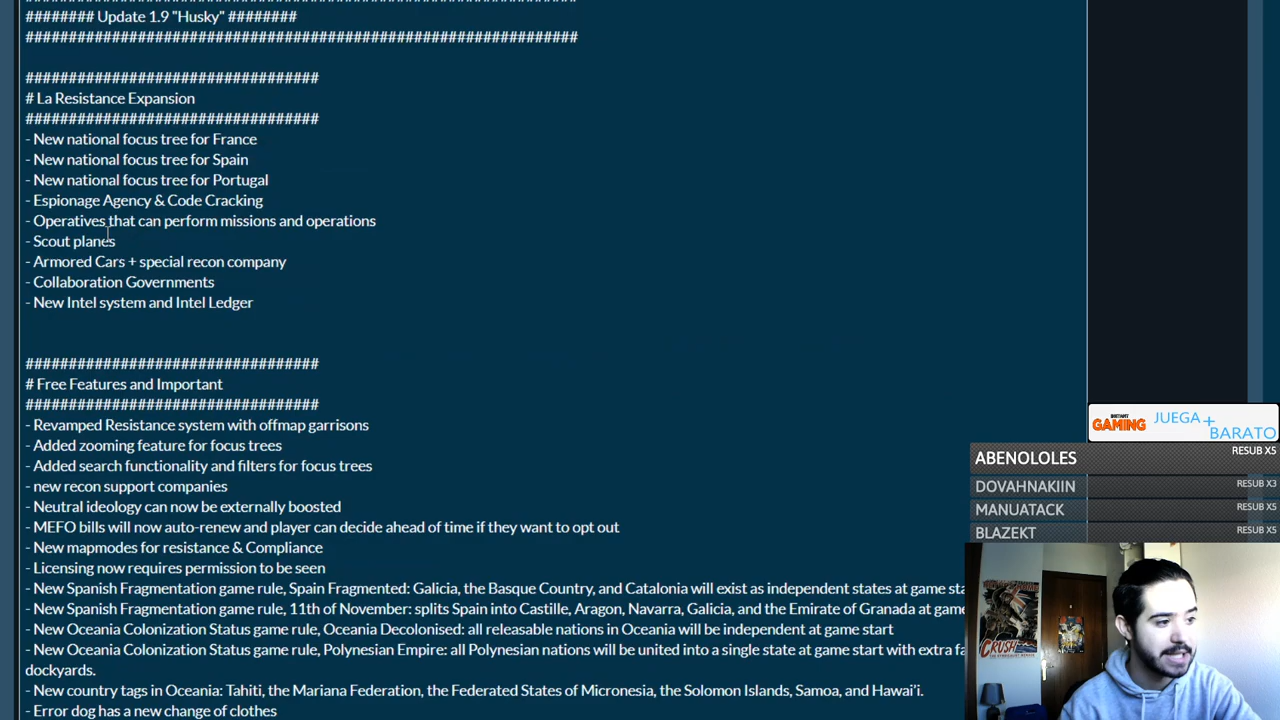 ######## Update 1.9 "Husky" ########
################################################################
##################################
# La Resistance Expansion
##################################
- New national focus tree for France
- New national focus tree for Spain
- New national focus tree for Portugal
- Espionage Agency & Code Cracking
- Operatives that can perform missions and operations
- Scout planes
- Armored Cars + special recon company
- Collaboration Governments
- New Intel system and Intel Ledger
##################################
# Free Features and Important
##################################
- Revamped Resistance system with offmap garrisons
- Added zooming feature for focus trees
- Added search functionality and filters for focus trees
- new recon support companies
- Neutral ideology can now be externally boosted
- MEFO bills will now auto-renew and player can decide ahead of time if they want to opt out
- New mapmodes for resistance & Compliance
- Licensing now requires permission to be seen
- New Spanish Fragmentation game rule, Spain Fragmented: Galicia, the Basque Country, and Catalonia will exist as independent states at game sta
- New Spanish Fragmentation game rule, 11th of November: splits Spain into Castille, Aragon, Navarra, Galicia, and the Emirate of Granada at game
- New Oceania Colonization Status game rule, Oceania Decolonised: all releasable nations in Oceania will be independent at game start
- New Oceania Colonization Status game rule, Polynesian Empire: all Polynesian nations will be united into a single state at game start with extra fa
dockyards.
- New country tags in Oceania: Tahiti, the Mariana Federation, the Federated States of Micronesia, the Solomon Islands, Samoa, and Hawai'i.
- Error dog has a new change of clothes
INSTANT
GAMING
JUEGA+
BARATO
ABENOLOLES RESUB X5
DOVAHNAKIIN RESUB X3
MANUATACK RESUB X5
BLAZEKT RESUB X5
CRUSH